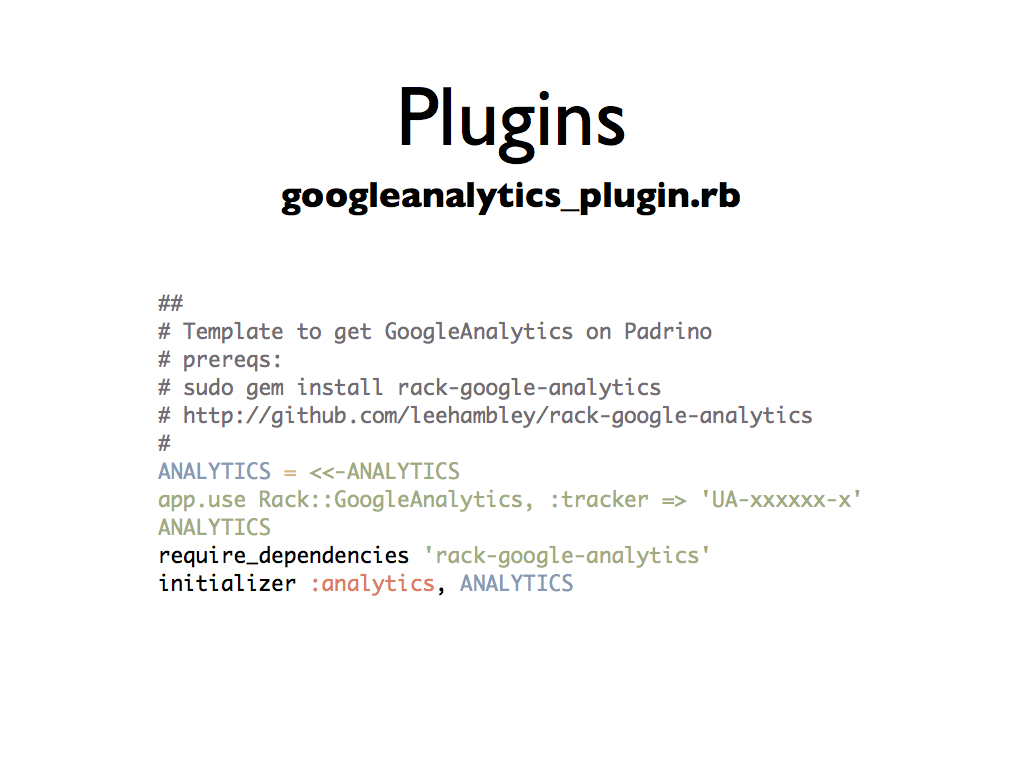 Plugins
googleanalytics_plugin.rb
##
# Template to get GoogleAnalytics on Padrino
# prereqs:
# sudo gem install rack-google-analytics
# http://github.com/leehambley/rack-google-analytics
#
ANALYTICS = <<-ANALYTICS
app.use Rack::GoogleAnalytics, :tracker => 'UA-xxxxxx-x'
ANALYTICS
require_dependencies 'rack-google-analytics'
initializer :analytics, ANALYTICS